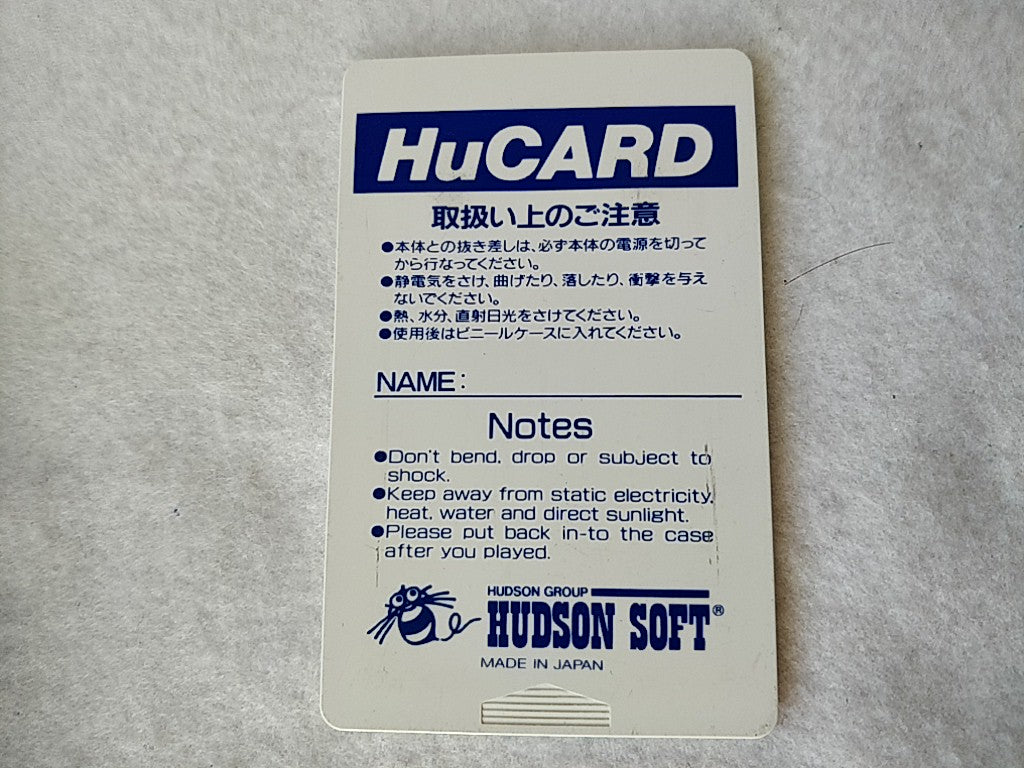 HuCARD
取扱い上のご注意
●本体との抜き差しは、必ず本体の電源を切って
から行なってください。
●静電気をさけ、曲げたり、落したり、衝撃を与え
ないでください。
●熱、水分、直射日光をさけてください。
●使用後はビニールケースに入れてください。
NAME:
Notes
●Don't bend, drop or subject to
shock.
●Keep away from static electricity,
heat, water and direct sunlight.
●Please put back in-to the case
after you played.
HUDSON GROUP
HUDSON SOFT®
MADE IN JAPAN